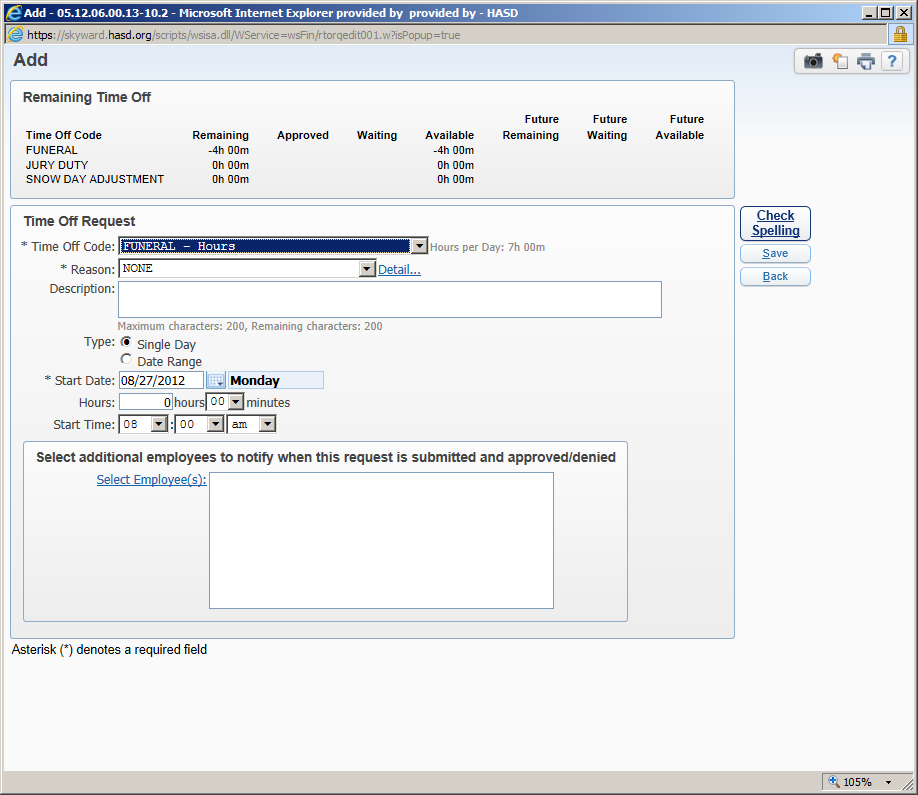 Add - 05.12.06.00.13-10.2 - Microsoft Internet Explorer provided by  provided by - HASD
https://skyward.hasd.org/scripts/wsisa.dll/WService=wsFin/rtorqedit001.w?isPopup=true
Add
?
Remaining Time Off
Future Future Future
Time Off Code Remaining Approved Waiting Available Remaining Waiting Available
FUNERAL -4h 00m -4h 00m
JURY DUTY 0h 00m 0h 00m
SNOW DAY ADJUSTMENT 0h 00m 0h 00m
Time Off Request
* Time Off Code: FUNERAL - Hours Hours per Day: 7h 00m
* Reason: NONE Detail...
Description:
Maximum characters: 200, Remaining characters: 200
Type: Single Day
Date Range
* Start Date: 08/27/2012 Monday
Hours: 0 hours 00 minutes
Start Time: 08 : 00 am
Select additional employees to notify when this request is submitted and approved/denied
Select Employee(s):
Check
Spelling
Save
Back
Asterisk (*) denotes a required field
105%